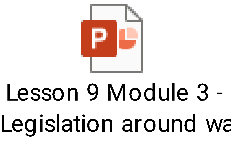 P
Lesson 9 Module 3 -
Legislation around wa